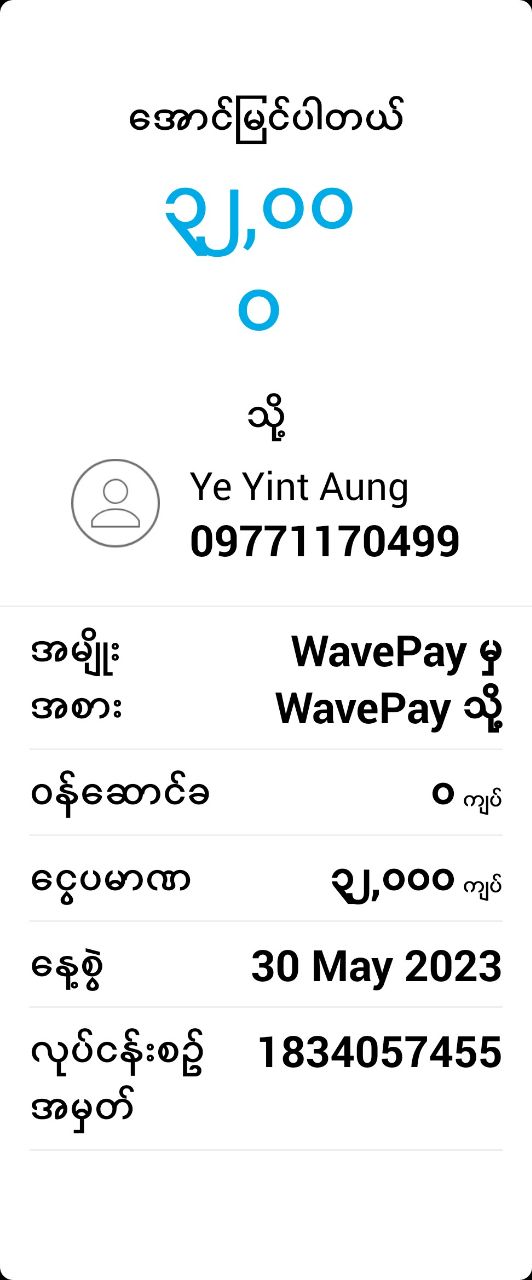 အောင်မြင်ပါတယ်
၃၂,၀၀
၀
သို့
Ye Yint Aung
09771170499
အမျိုး WavePay မှ
အစား WavePay သို့
ဝန်ဆောင်ခ ၀ ကျပ်
ငွေပမာဏ ၃၂,၀၀၀ ကျပ်
နေ့စွဲ 30 May 2023
လုပ်ငန်းစဥ် 1834057455
အမှတ်